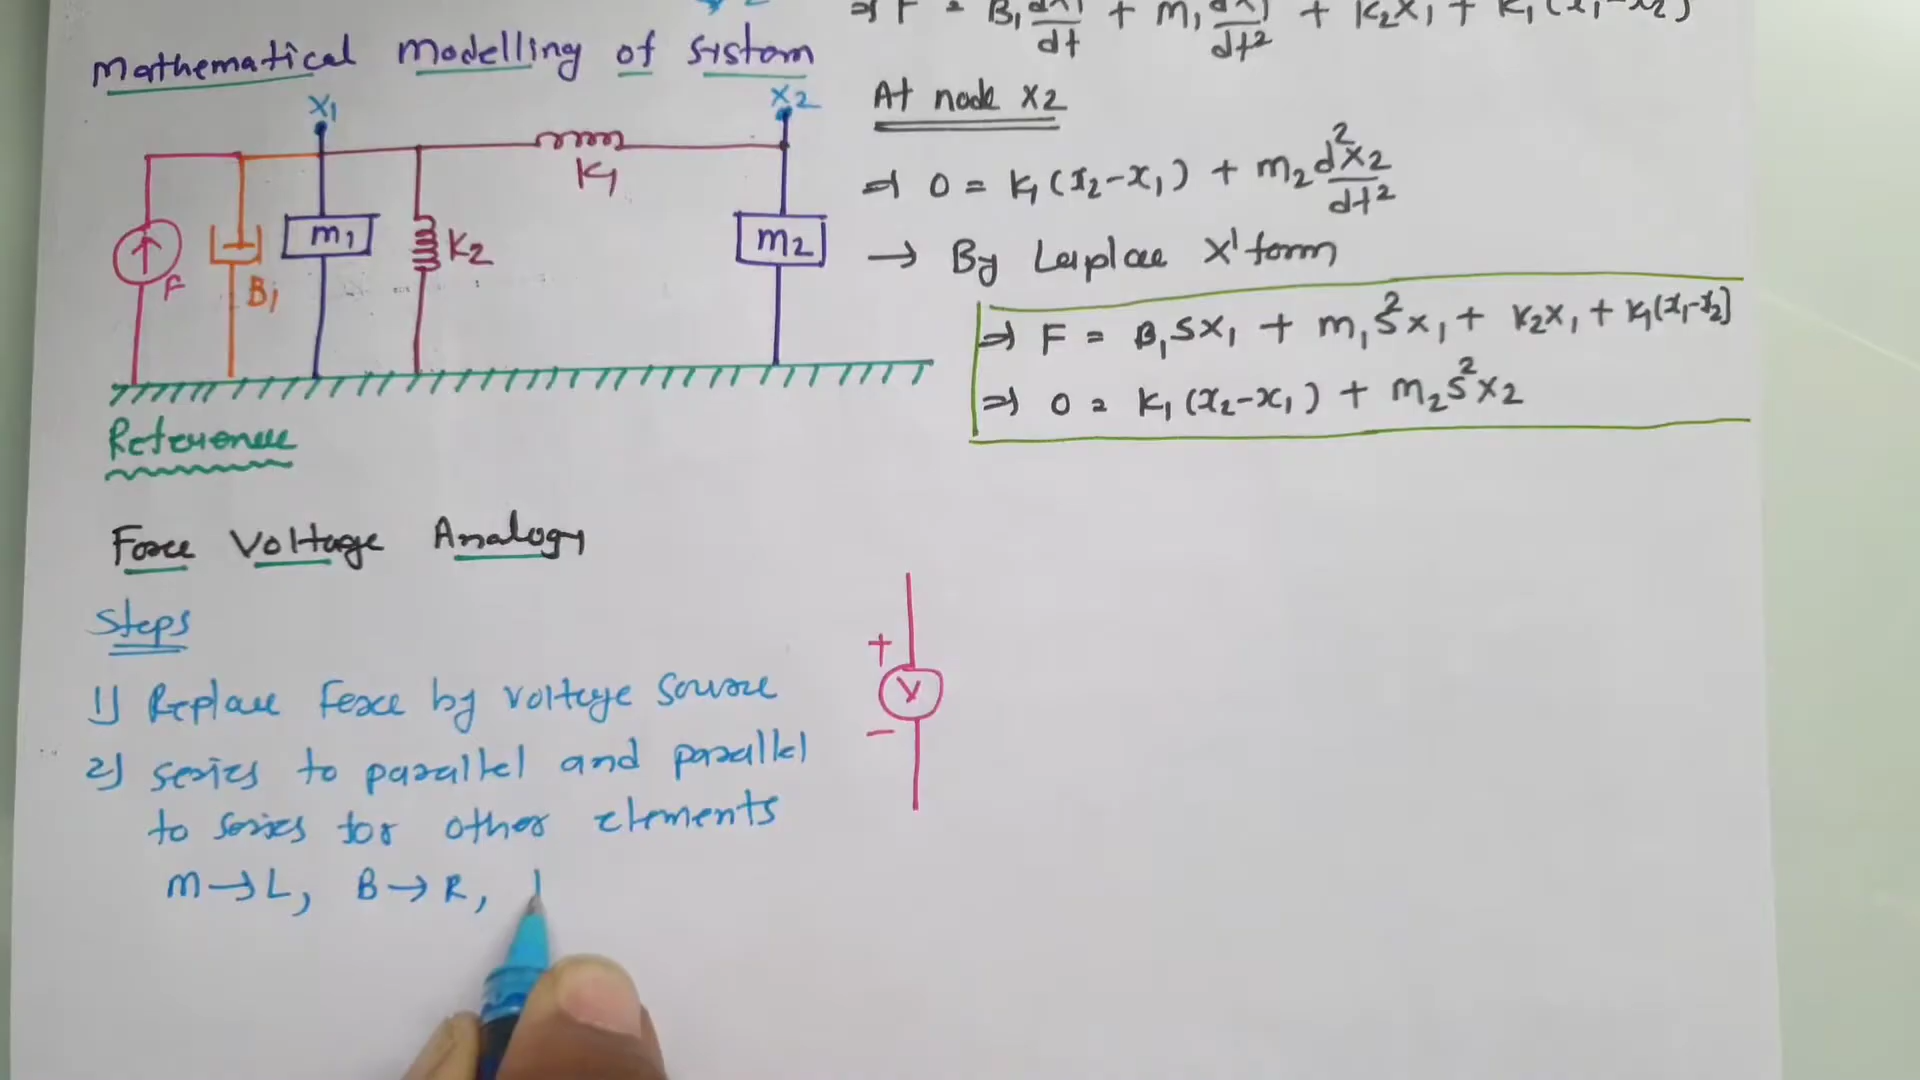 ⇒ F = B₁ dx₁/dt + m₁ d²x₁/dt² + K₂x₁ + K₁(x₁-x₂)
Mathematical Modelling of System
X₁
X2
K1
F
B₁
m₁
K2
m2
Reference
At node X2
⇒ 0 = K₁(x₂-x₁) + m₂ d²x₂/dt²
→ By Laplace X'form
⇒ F = B₁SX₁ + m₁S²x₁ + K₂x₁ + K₁(x₁-x₂]
⇒ 0 = K₁(x₂-x₁) + m₂S²X₂
Force Voltage Analogy
Steps
1) Replace Force by voltage source
2) series to parallel and parallel
to series for other elements
m→L, B→R,
+
V
-